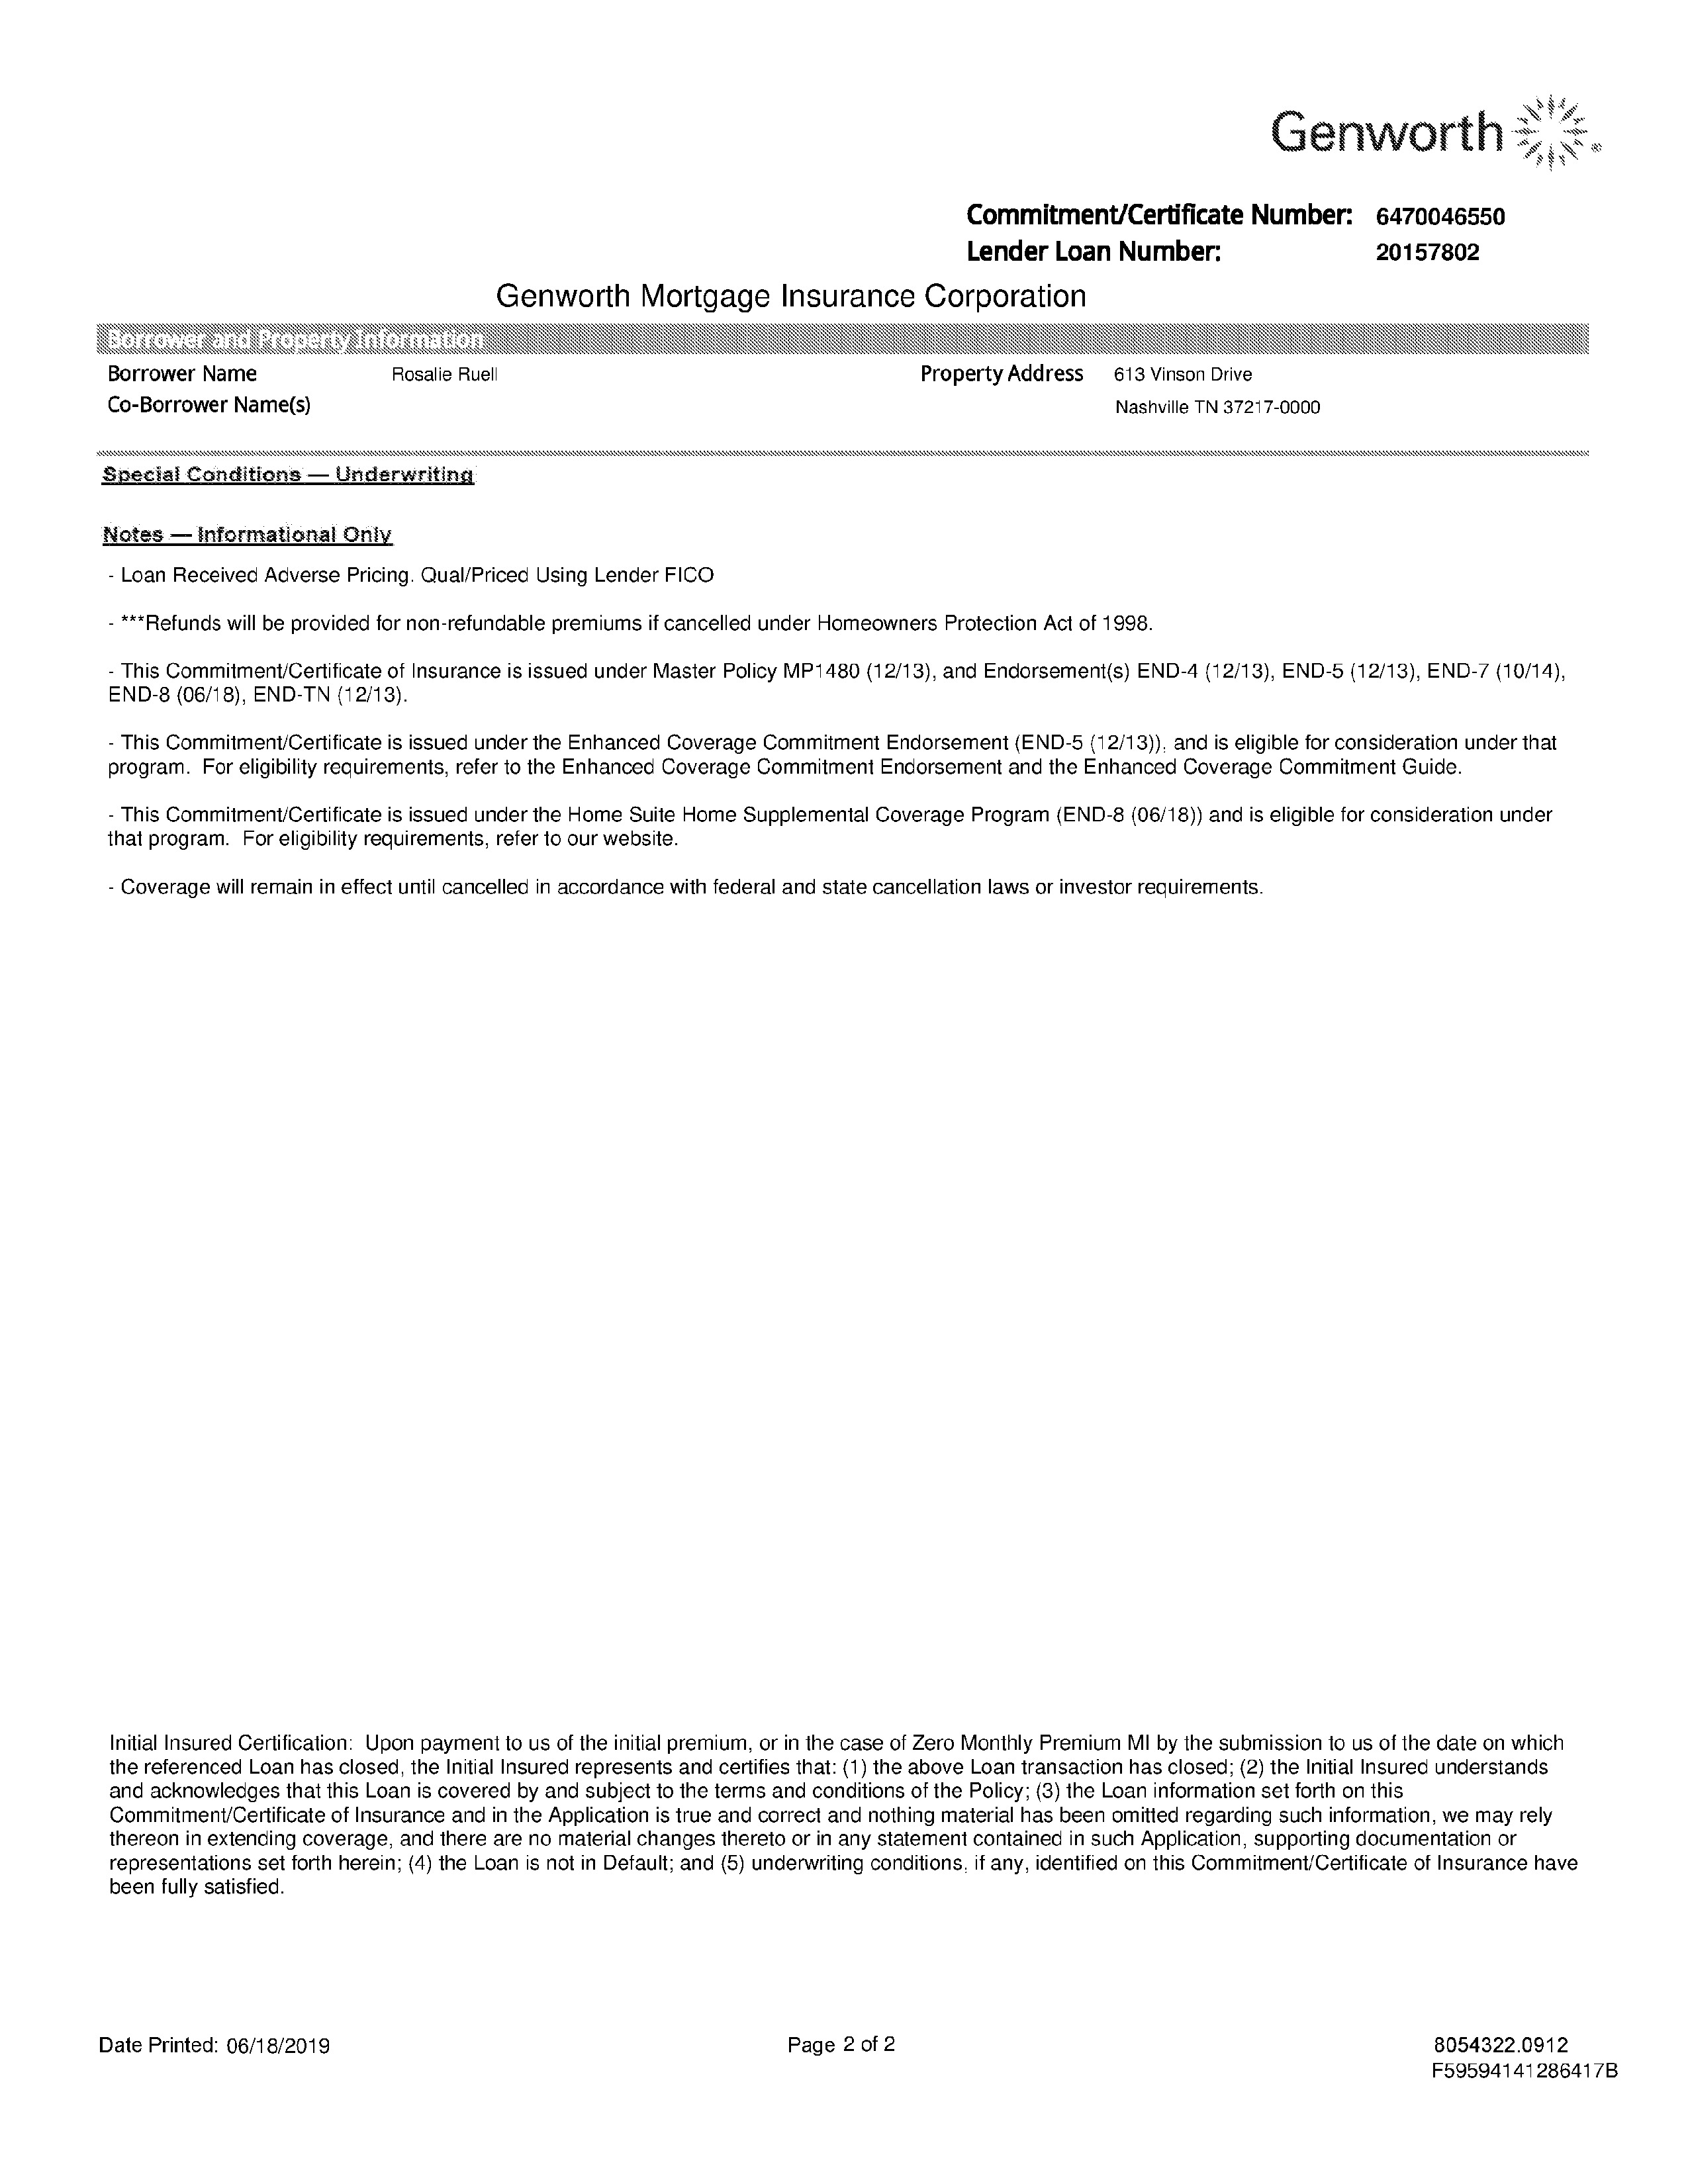 Genworth
Commitment/Certificate Number: 6470046550
Lender Loan Number: 20157802
Genworth Mortgage Insurance Corporation
Borrower and Property Information
Borrower Name Rosalie Ruell Property Address 613 Vinson Drive
Co-Borrower Name(s) Nashville TN 37217-0000
Special Conditions — Underwriting
Notes — Informational Only
- Loan Received Adverse Pricing. Qual/Priced Using Lender FICO
- ***Refunds will be provided for non-refundable premiums if cancelled under Homeowners Protection Act of 1998.
- This Commitment/Certificate of Insurance is issued under Master Policy MP1480 (12/13), and Endorsement(s) END-4 (12/13), END-5 (12/13), END-7 (10/14),
END-8 (06/18), END-TN (12/13).
- This Commitment/Certificate is issued under the Enhanced Coverage Commitment Endorsement (END-5 (12/13)), and is eligible for consideration under that
program. For eligibility requirements, refer to the Enhanced Coverage Commitment Endorsement and the Enhanced Coverage Commitment Guide.
- This Commitment/Certificate is issued under the Home Suite Home Supplemental Coverage Program (END-8 (06/18)) and is eligible for consideration under
that program. For eligibility requirements, refer to our website.
- Coverage will remain in effect until cancelled in accordance with federal and state cancellation laws or investor requirements.
Initial Insured Certification: Upon payment to us of the initial premium, or in the case of Zero Monthly Premium MI by the submission to us of the date on which
the referenced Loan has closed, the Initial Insured represents and certifies that: (1) the above Loan transaction has closed; (2) the Initial Insured understands
and acknowledges that this Loan is covered by and subject to the terms and conditions of the Policy; (3) the Loan information set forth on this
Commitment/Certificate of Insurance and in the Application is true and correct and nothing material has been omitted regarding such information, we may rely
thereon in extending coverage, and there are no material changes thereto or in any statement contained in such Application, supporting documentation or
representations set forth herein; (4) the Loan is not in Default; and (5) underwriting conditions, if any, identified on this Commitment/Certificate of Insurance have
been fully satisfied.
Date Printed: 06/18/2019 Page 2 of 2 8054322.0912
F59594141286417B